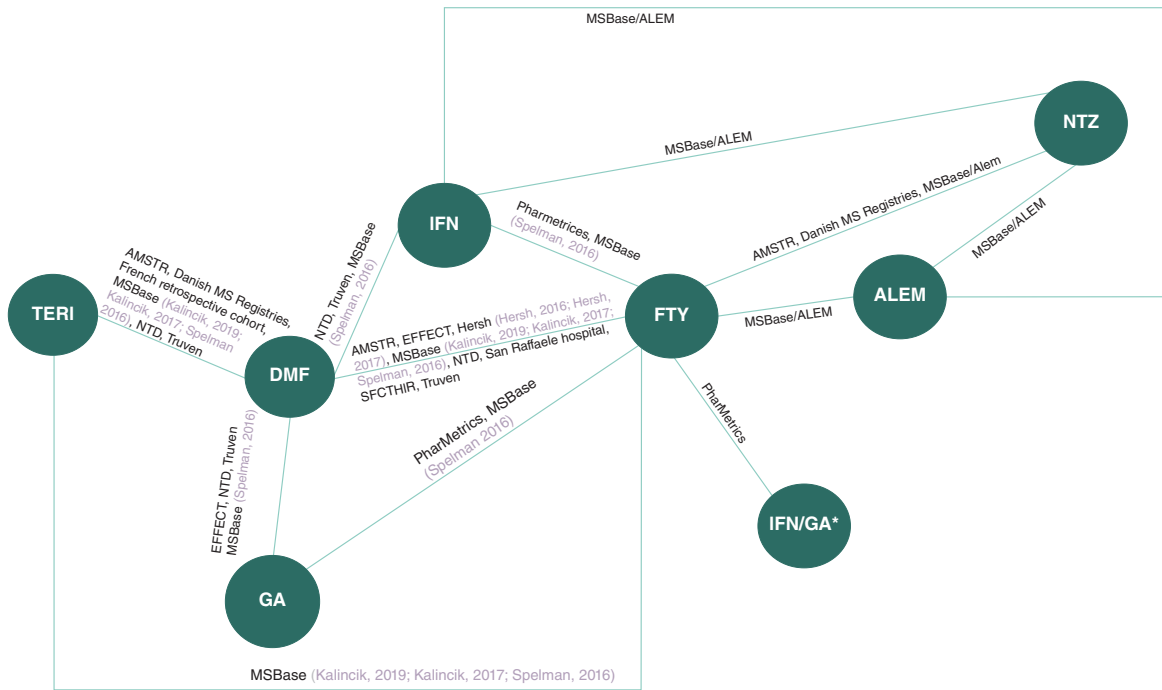 MSBase/ALEM
NTZ
MSBase/ALEM
IFN
Pharmetrices, MSBase
(Spelman, 2016)
AMSTR, Danish MS Registries, MSBase/Alem
MSBase/ALEM
AMSTR, Danish MS Registries,
French retrospective cohort,
MSBase (Kalincik, 2019;
Kalincik, 2017; Spelman
2016), NTD, Truven
NTD, Truven, MSBase
(Spelman, 2016)
TERI
FTY
ALEM
MSBase/ALEM
AMSTR, EFFECT, Hersh (Hersh, 2016; Hersh,
2017), MSBase (Kalincik, 2019; Kalincik, 2017;
Spelman, 2016), NTD, San Raffaele hospital,
SFCTHIR, Truven
DMF
PharMetrics, MSBase
(Spelman 2016)
PharMetrics
EFFECT, NTD, Truven
MSBase (Spelman, 2016)
IFN/GA*
GA
MSBase (Kalincik, 2019; Kalincik, 2017; Spelman, 2016)